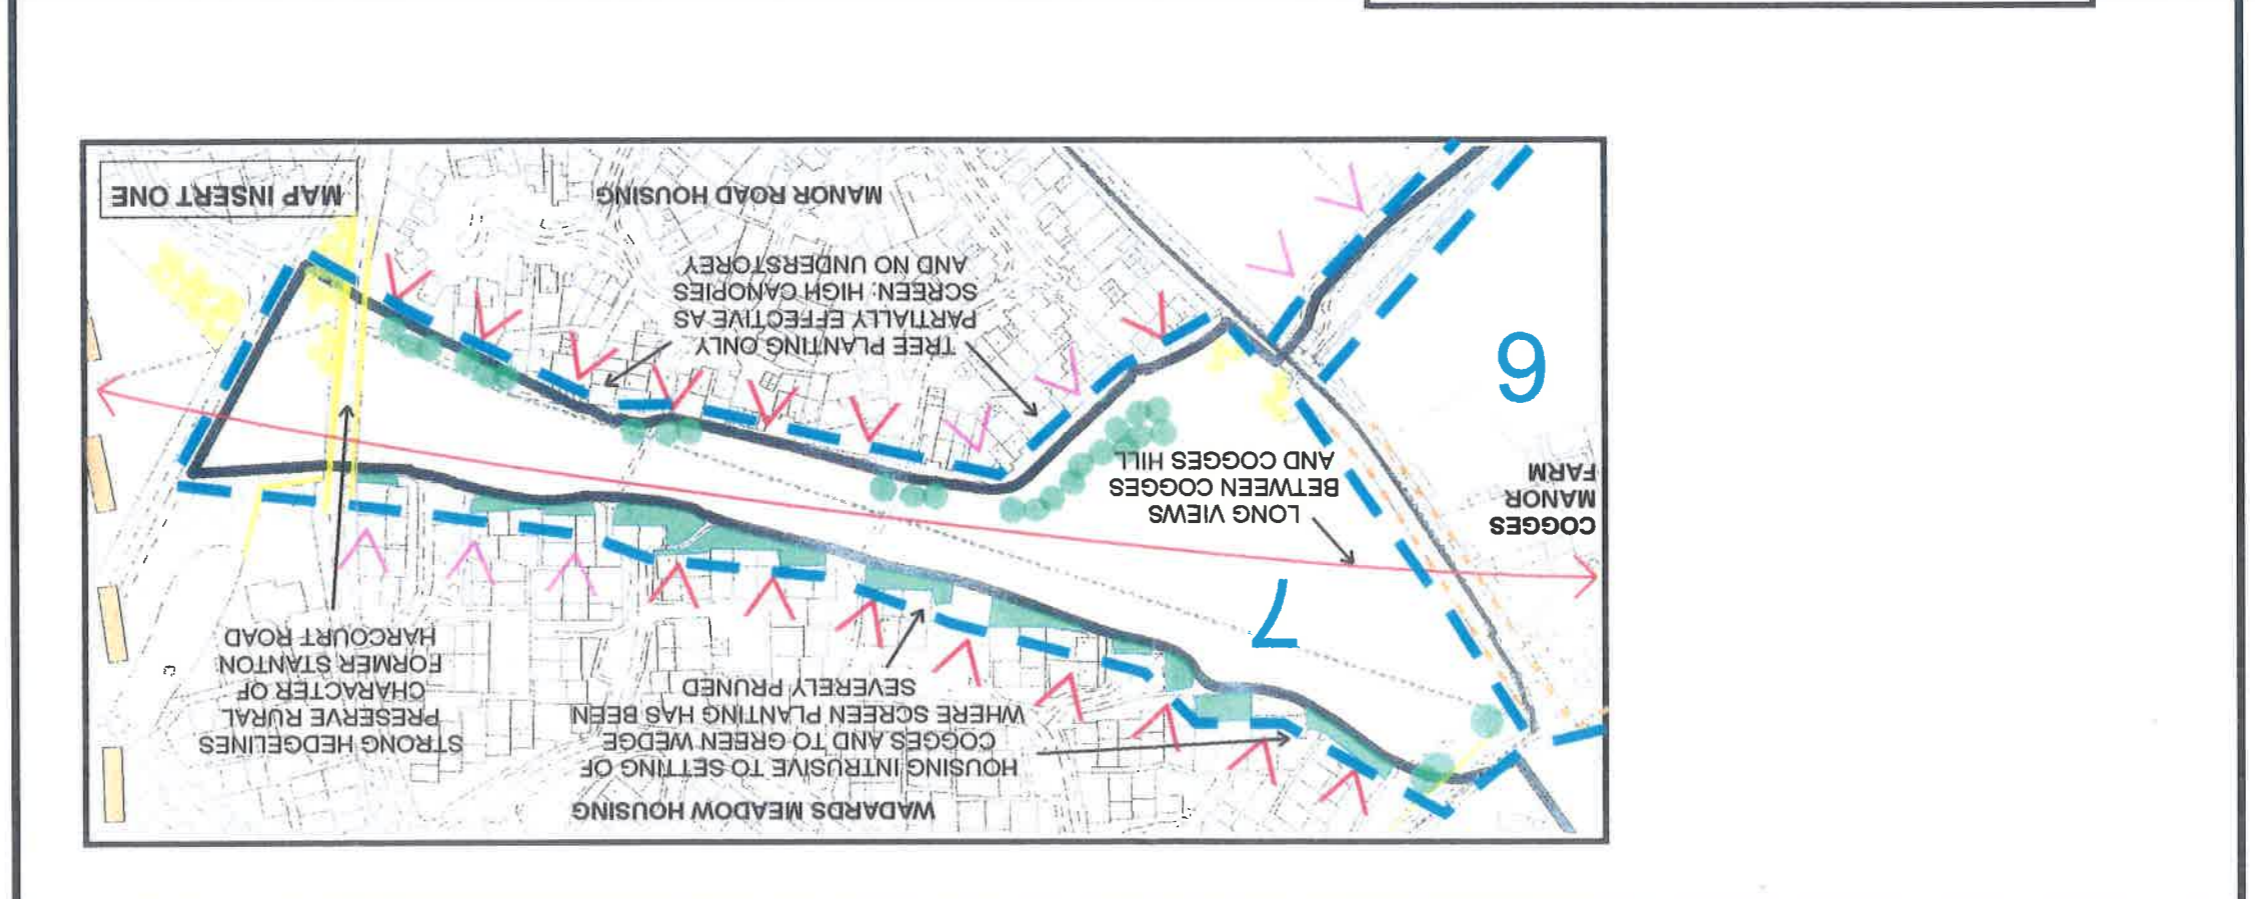 WADARDS MEADOW HOUSING
HOUSING INTRUSIVE TO SETTING OF
COGGES AND TO GREEN WEDGE
WHERE SCREEN PLANTING HAS BEEN
SEVERELY PRUNED
STRONG HEDGELINES
PRESERVE RURAL
CHARACTER OF
FORMER STANTON
HARCOURT ROAD
7
COGGES
MANOR
FARM
LONG VIEWS
BETWEEN COGGES
AND COGGES HILL
6
TREE PLANTING ONLY
PARTIALLY EFFECTIVE AS
SCREEN: HIGH CANOPIES
AND NO UNDERSTOREY
MANOR ROAD HOUSING
MAP INSERT ONE